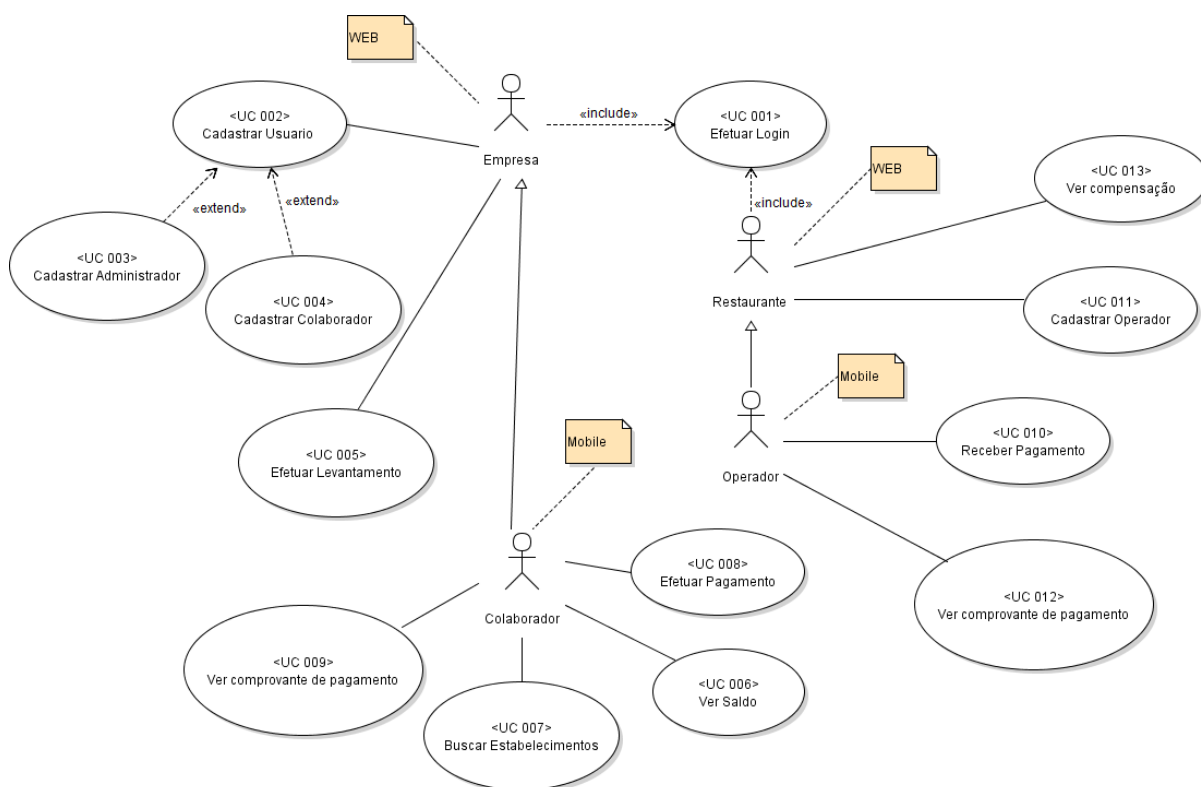 WEB
<UC 002>
Cadastrar Usuario
«include»
<UC 001>
Efetuar Login
Empresa
WEB
<UC 013>
Ver compensação
«extend»
«extend»
«include»
<UC 003>
Cadastrar Administrador
<UC 004>
Cadastrar Colaborador
Restaurante
<UC 011>
Cadastrar Operador
Mobile
<UC 005>
Efetuar Levantamento
Mobile
<UC 010>
Receber Pagamento
Operador
<UC 008>
Efetuar Pagamento
<UC 012>
Ver comprovante de pagamento
Colaborador
<UC 009>
Ver comprovante de pagamento
<UC 006>
Ver Saldo
<UC 007>
Buscar Estabelecimentos